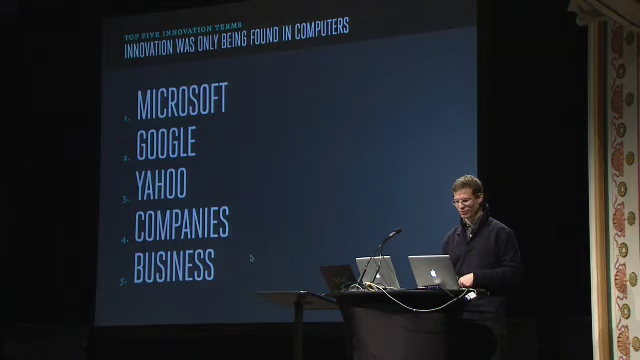 TOP FIVE INNOVATION TERMS
INNOVATION WAS ONLY BEING FOUND IN COMPUTERS
1. MICROSOFT
2. GOOGLE
3. YAHOO
4. COMPANIES
5. BUSINESS